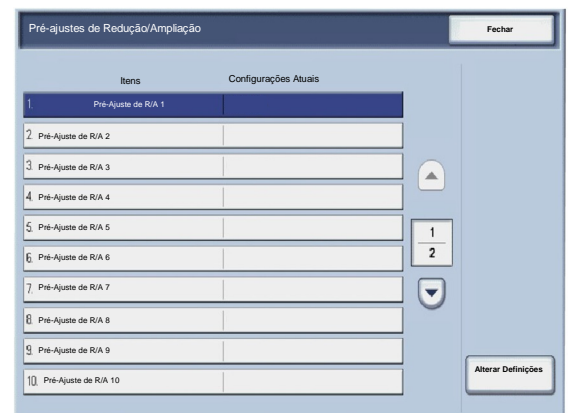 Pré-ajustes de Redução/Ampliação
Fechar
Itens
Configurações Atuais
1. Pré-Ajuste de R/A 1
2. Pré-Ajuste de R/A 2
3. Pré-Ajuste de R/A 3
4. Pré-Ajuste de R/A 4
5. Pré-Ajuste de R/A 5
6. Pré-Ajuste de R/A 6
7. Pré-Ajuste de R/A 7
8. Pré-Ajuste de R/A 8
9. Pré-Ajuste de R/A 9
10. Pré-Ajuste de R/A 10
1
2
Alterar Definições